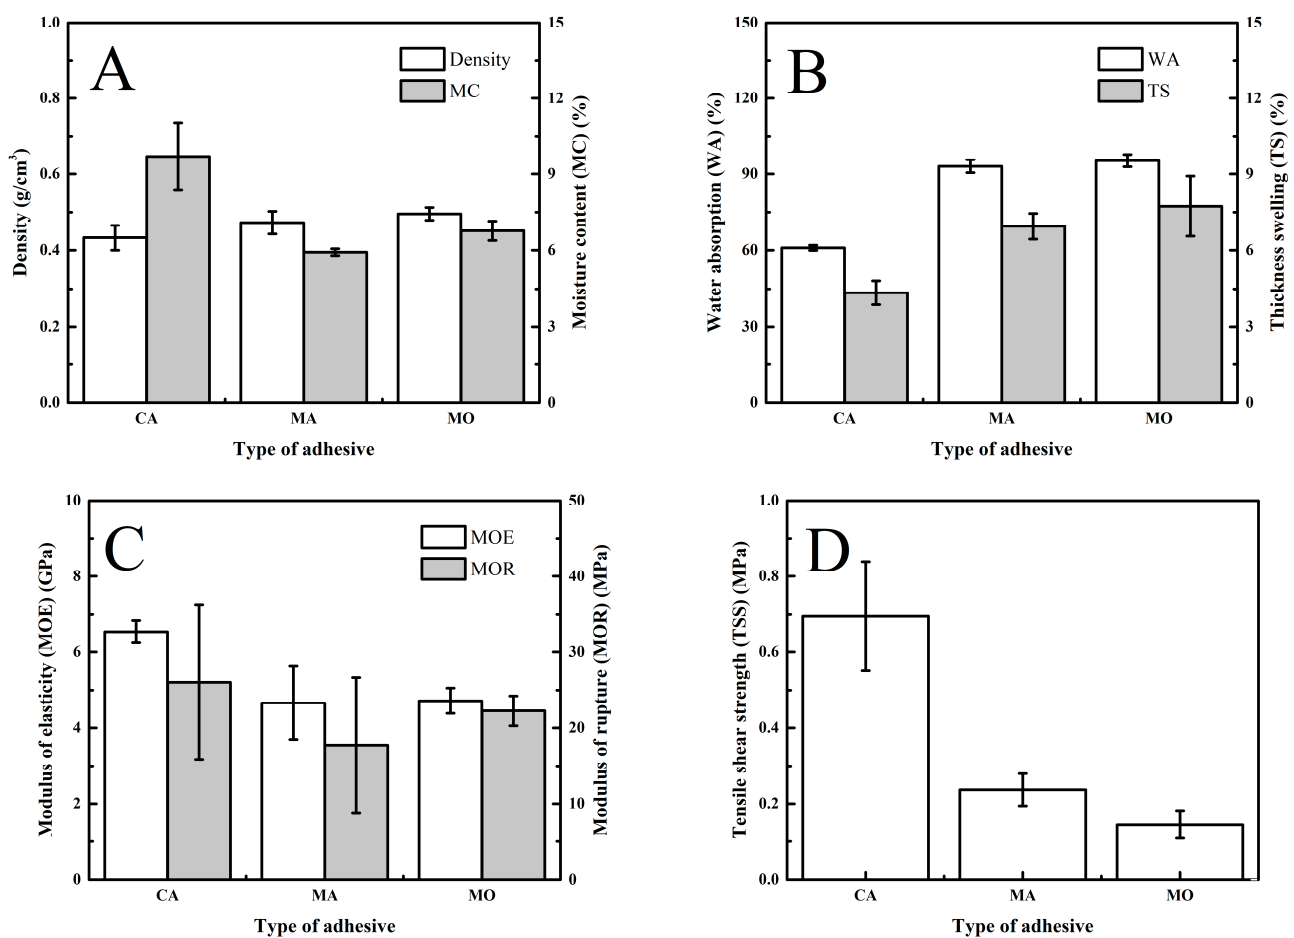 A
Density
MC
1.0
0.8
0.6
0.4
0.2
0.0
Density (g/cm³)
15
12
9
6
3
0
Moisture content (MC) (%)
CA
MA
MO
Type of adhesive
B
WA
TS
150
120
90
60
30
0
Water absorption (WA) (%)
15
12
9
6
3
0
Thickness swelling (TS) (%)
CA
MA
MO
Type of adhesive
C
MOE
MOR
10
8
6
4
2
0
Modulus of elasticity (MOE) (GPa)
50
40
30
20
10
0
Modulus of rupture (MOR) (MPa)
CA
MA
MO
Type of adhesive
D
1.0
0.8
0.6
0.4
0.2
0.0
Tensile shear strength (TSS) (MPa)
CA
MA
MO
Type of adhesive